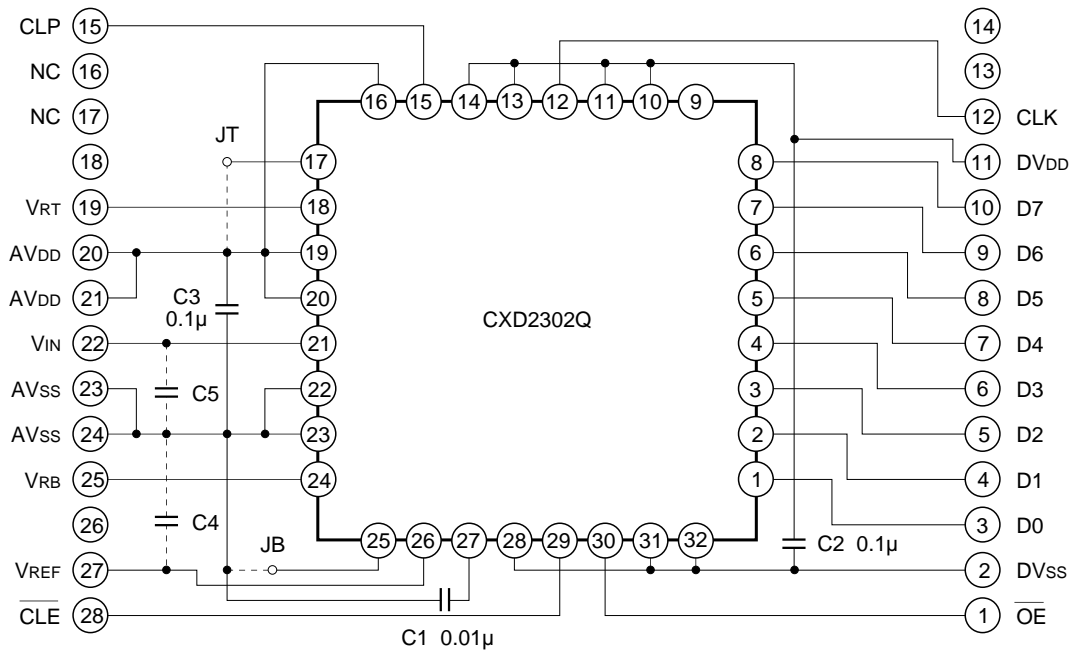 CLP 15
NC 16
NC 17
18
VRT 19
AVDD 20
AVDD 21
VIN 22
AVSS 23
AVSS 24
VRB 25
26
VREF 27
CLE 28
JT
C3
0.1µ
C5
C4
JB
C1 0.01µ
16 15 14 13 12 11 10 9
17
18
19
20
21
22
23
24
CXD2302Q
8
7
6
5
4
3
2
1
25 26 27 28 29 30 31 32
C2 0.1µ
14
13
12 CLK
11 DVDD
10 D7
9 D6
8 D5
7 D4
6 D3
5 D2
4 D1
3 D0
2 DVSS
1 OE